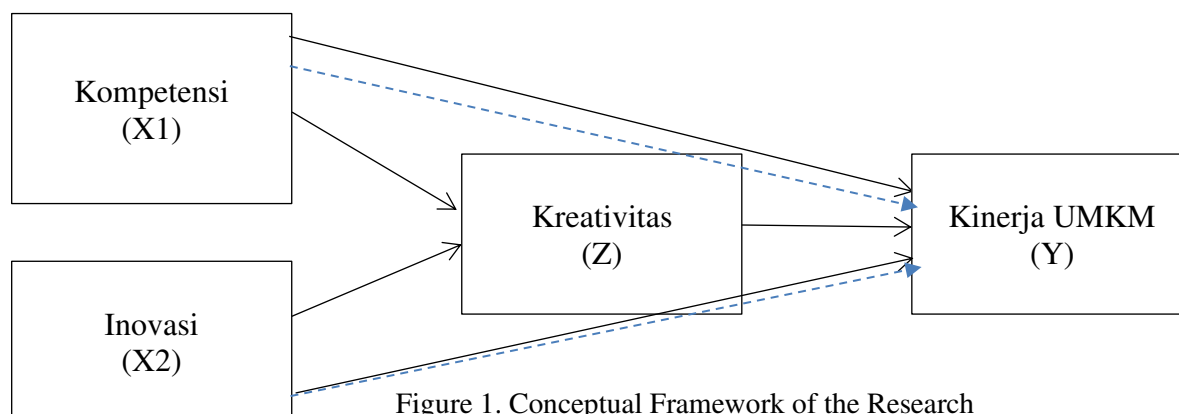 Kompetensi
(X1)
Kreativitas
(Z)
Kinerja UMKM
(Y)
Inovasi
(X2)
Figure 1. Conceptual Framework of the Research